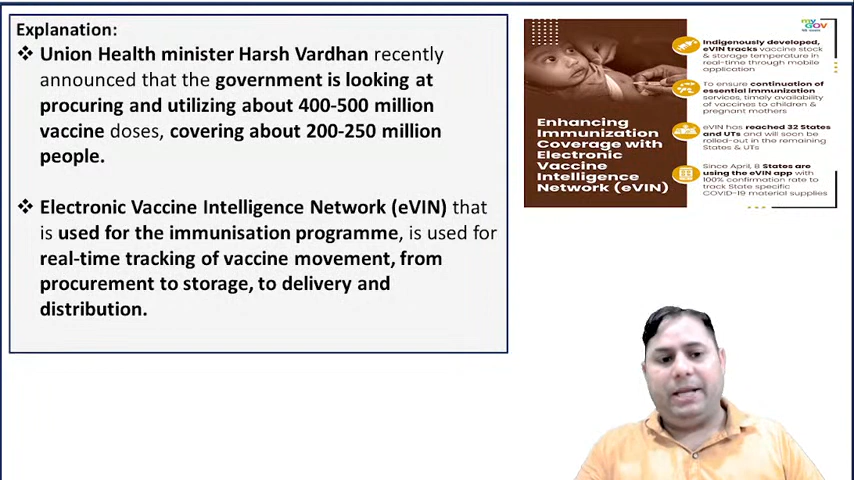 Explanation:
❖ Union Health minister Harsh Vardhan recently
announced that the government is looking at
procuring and utilizing about 400-500 million
vaccine doses, covering about 200-250 million
people.
❖ Electronic Vaccine Intelligence Network (eVIN) that
is used for the immunisation programme, is used for
real-time tracking of vaccine movement, from
procurement to storage, to delivery and
distribution.
Enhancing
Immunization
Coverage with
Electronic
Vaccine
Intelligence
Network (eVIN)
my
GOV
Indigenously developed,
eVIN tracks vaccine stock
& storage temperature in
real-time through mobile
application
To ensure continuation of
essential immunization
services, timely availability
of vaccines to children &
pregnant mothers
eVIN has reached 32 States
and UTs and will soon be
rolled-out in the remaining
States & UTs
Since April, 8 States are
using the eVIN app with
100% confirmation rate to
track State specific
COVID-19 material supplies